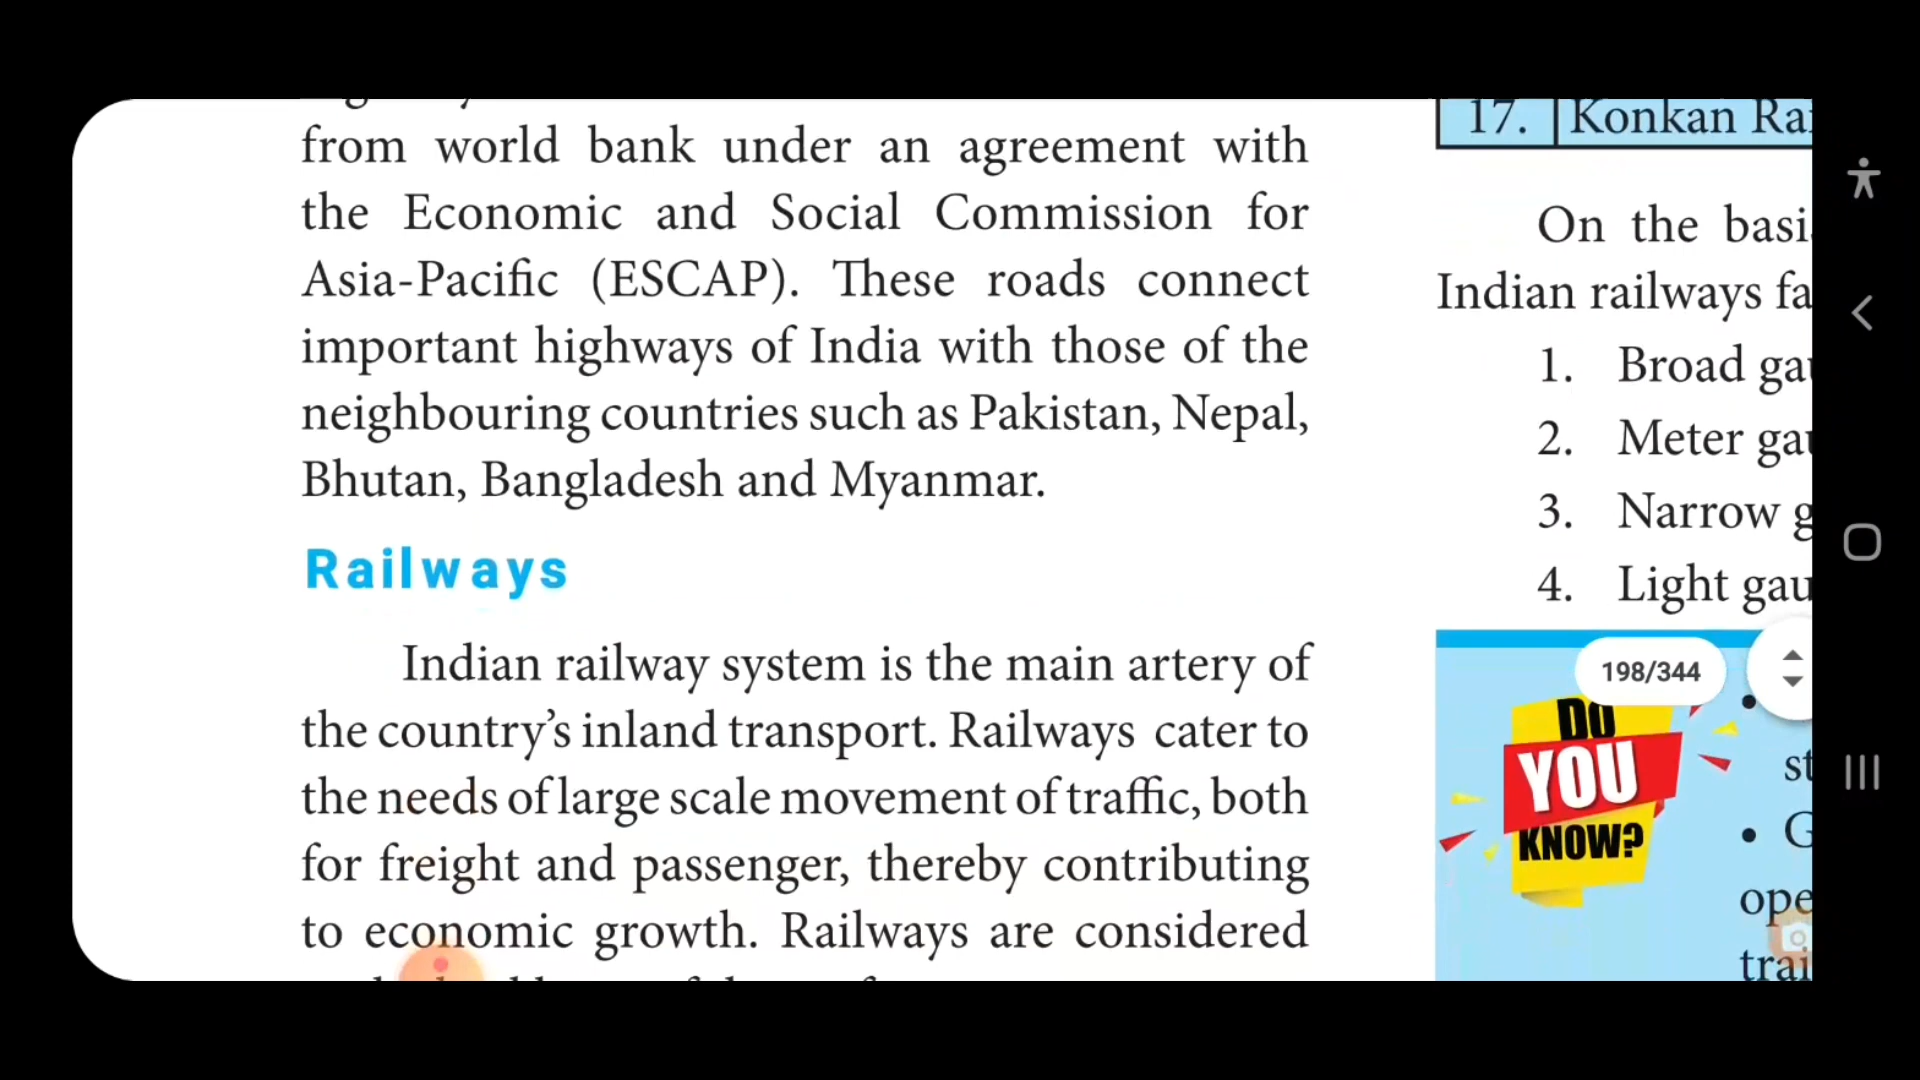 from world bank under an agreement with
the Economic and Social Commission for
Asia-Pacific (ESCAP). These roads connect
important highways of India with those of the
neighbouring countries such as Pakistan, Nepal,
Bhutan, Bangladesh and Myanmar.
Railways
Indian railway system is the main artery of
the country’s inland transport. Railways cater to
the needs of large scale movement of traffic, both
for freight and passenger, thereby contributing
to economic growth. Railways are considered
17. Konkan
On the
Indian railways
1. Broad
2. Meter
3. Narrow
4. Light
198/344
DO
YOU
KNOW?